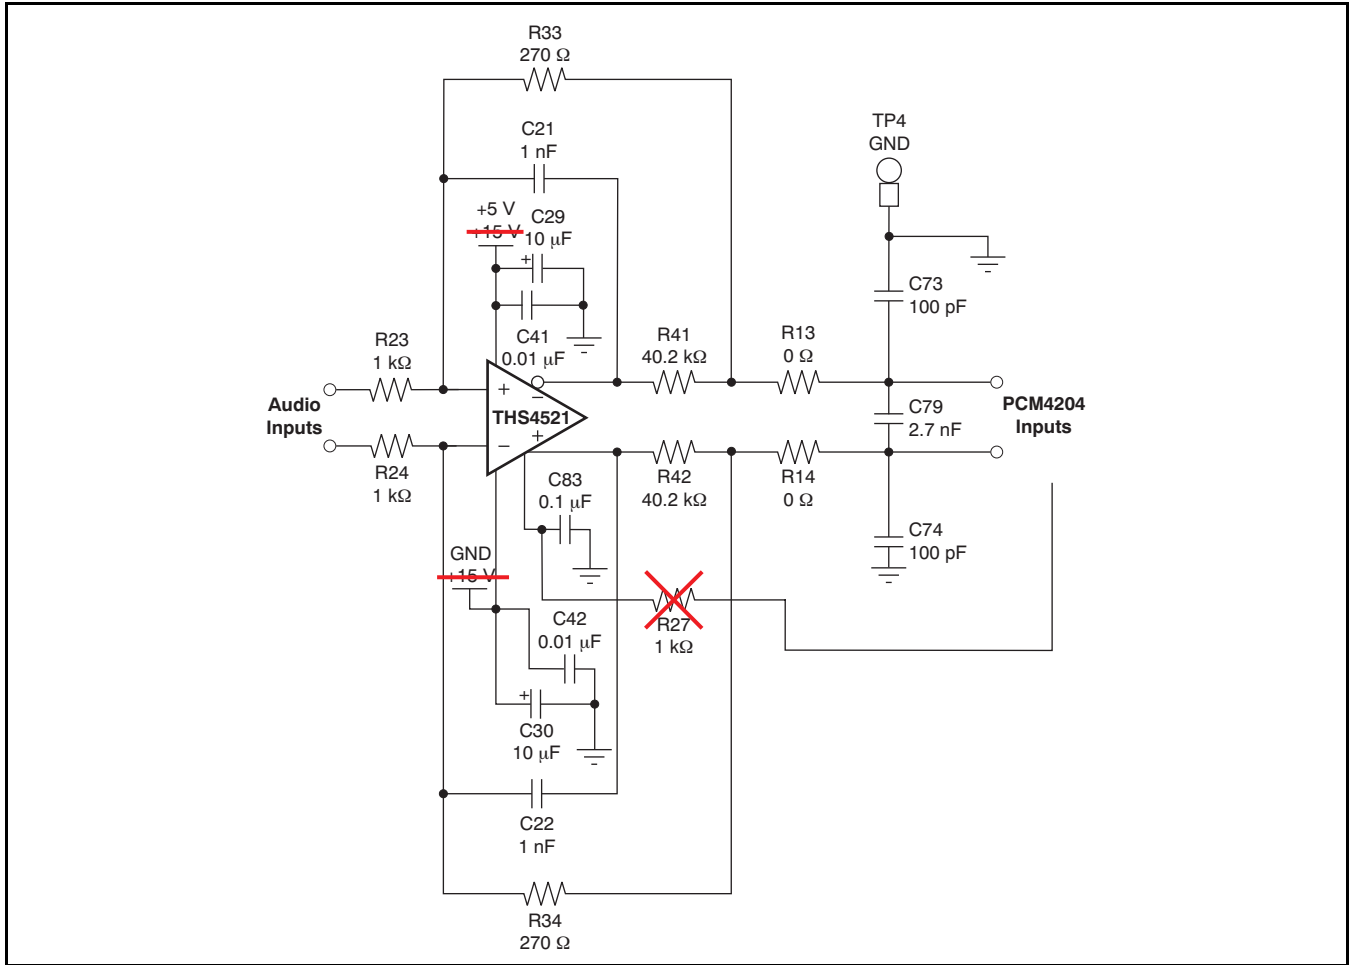 R33
270 Ω
C21
1 nF
TP4
GND
+5 V
+15 V
C29
10 µF
C41
0.01 µF
C73
100 pF
R23
1 kΩ
R41
40.2 kΩ
R13
0 Ω
Audio
Inputs
+
−
THS4521
−
+
C79
2.7 nF
PCM4204
Inputs
R24
1 kΩ
R42
40.2 kΩ
R14
0 Ω
C83
0.1 µF
C74
100 pF
GND
+15 V
R27
1 kΩ
C42
0.01 µF
+
C30
10 µF
C22
1 nF
R34
270 Ω